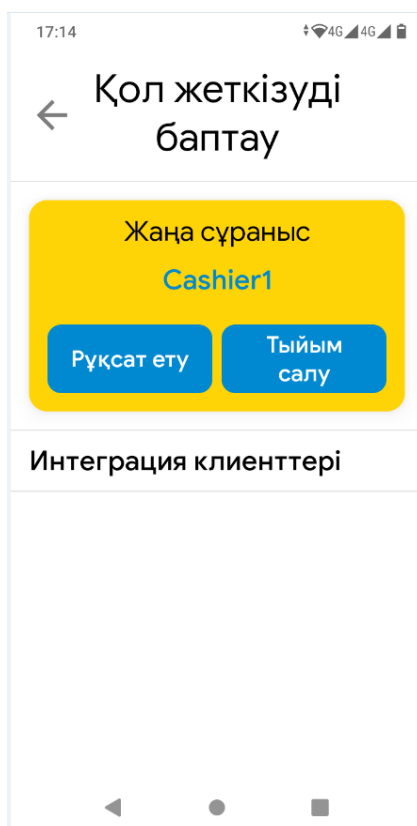 17:14
4G 4G
Қол жеткізуді
баптау
Жаңа сұраныс
Cashier1
Рұқсат ету
Тыйым
салу
Интеграция клиенттері